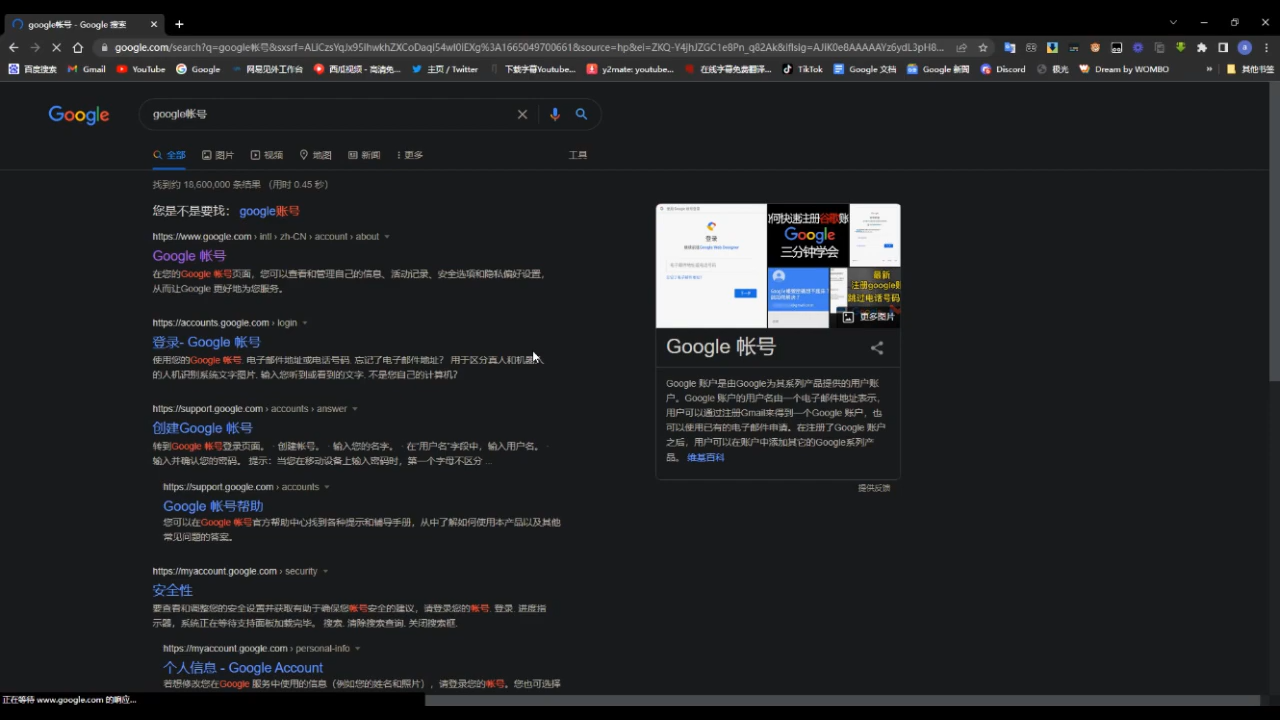 google帐号 - Google 搜索
google.com/search?q=google帐号&sxsrf=
百度搜索 Gmail YouTube Google 网易见外工作台 西瓜视频 - 高清免... 主页 / Twitter 下载字幕Youtube... y2mate: youtube... 在线字幕免费翻译... TikTok Google 文档 Google 新闻 Discord 极光 Dream by WOMBO » 其他书签
Google
google帐号
全部 图片 视频 地图 新闻 更多 工具
找到约 18,600,000 条结果 （用时 0.45 秒）
您是不是要找： google账号
https://www.google.com › intl › zh-CN › account › about
Google 帐号
在您的Google 帐号页面，您可以查看和管理自己的信息、活动记录、安全选项和隐私偏好设置，
从而让Google 更好地为您服务。
https://accounts.google.com › login
登录- Google 帐号
使用您的Google 帐号. 电子邮件地址或电话号码. 忘记了电子邮件地址？ 用于区分真人和机器人
的人机识别系统文字图片. 输入您听到或看到的文字. 不是您自己的计算机？
https://support.google.com › accounts › answer
创建Google 帐号
转到Google 帐号登录页面。 · 创建帐号。 · 输入您的名字。 · 在"用户名"字段中，输入用户名。 ·
输入并确认您的密码。 提示：当您在移动设备上输入密码时，第一个字母不区分 ...
https://support.google.com › accounts
Google 帐号帮助
您可以在Google 帐号官方帮助中心找到各种提示和辅导手册，从中了解如何使用本产品以及其他
常见问题的答案。
https://myaccount.google.com › security
安全性
要查看和调整您的安全设置并获取有助于确保您帐号安全的建议，请登录您的帐号. 登录. 进度指
示器，系统正在等待支持面板加载完毕。 搜索. 清除搜索查询. 关闭搜索框.
https://myaccount.google.com › personal-info
个人信息 - Google Account
若想修改您在Google 服务中使用的信息（例如您的姓名和照片），请登录您的帐号。您也可选择
登录
何快速注册谷歌账
Google
三分钟学会
最新
注册google账
跳过电话号码
更多图片
Google 帐号
Google 账户是由Google为其系列产品提供的用户账
户。Google 账户的用户名由一个电子邮件地址表示，
用户可以通过注册Gmail来得到一个Google 账户，也
可以使用已有的电子邮件申请。在注册了Google 账户
之后，用户可以在账户中添加其它的Google系列产
品。 维基百科
提供反馈
正在等待 www.google.com 的响应...